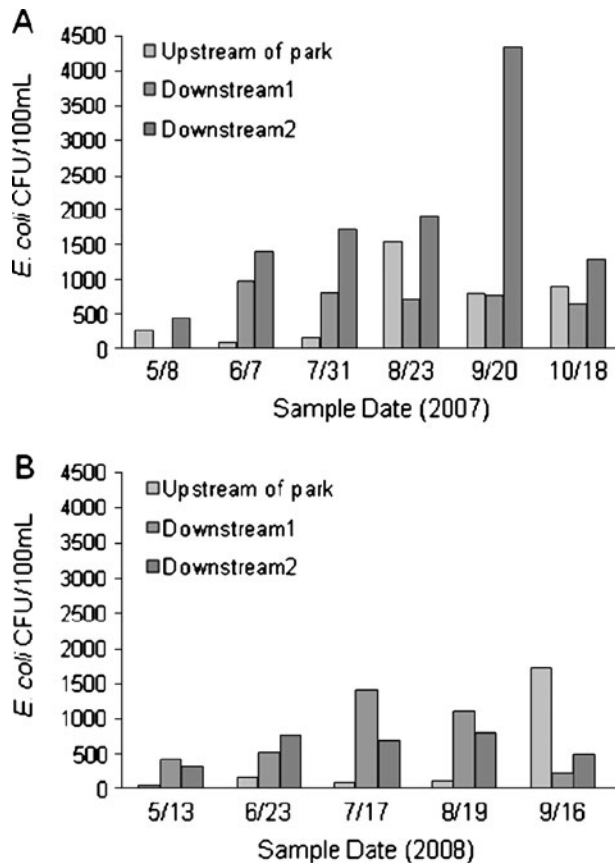 A
E. coli CFU/100mL
4500
4000
3500
3000
2500
2000
1500
1000
500
0
Upstream of park
Downstream1
Downstream2
5/8 6/7 7/31 8/23 9/20 10/18
Sample Date (2007)
B
E. coli CFU/100mL
4500
4000
3500
3000
2500
2000
1500
1000
500
0
Upstream of park
Downstream1
Downstream2
5/13 6/23 7/17 8/19 9/16
Sample Date (2008)